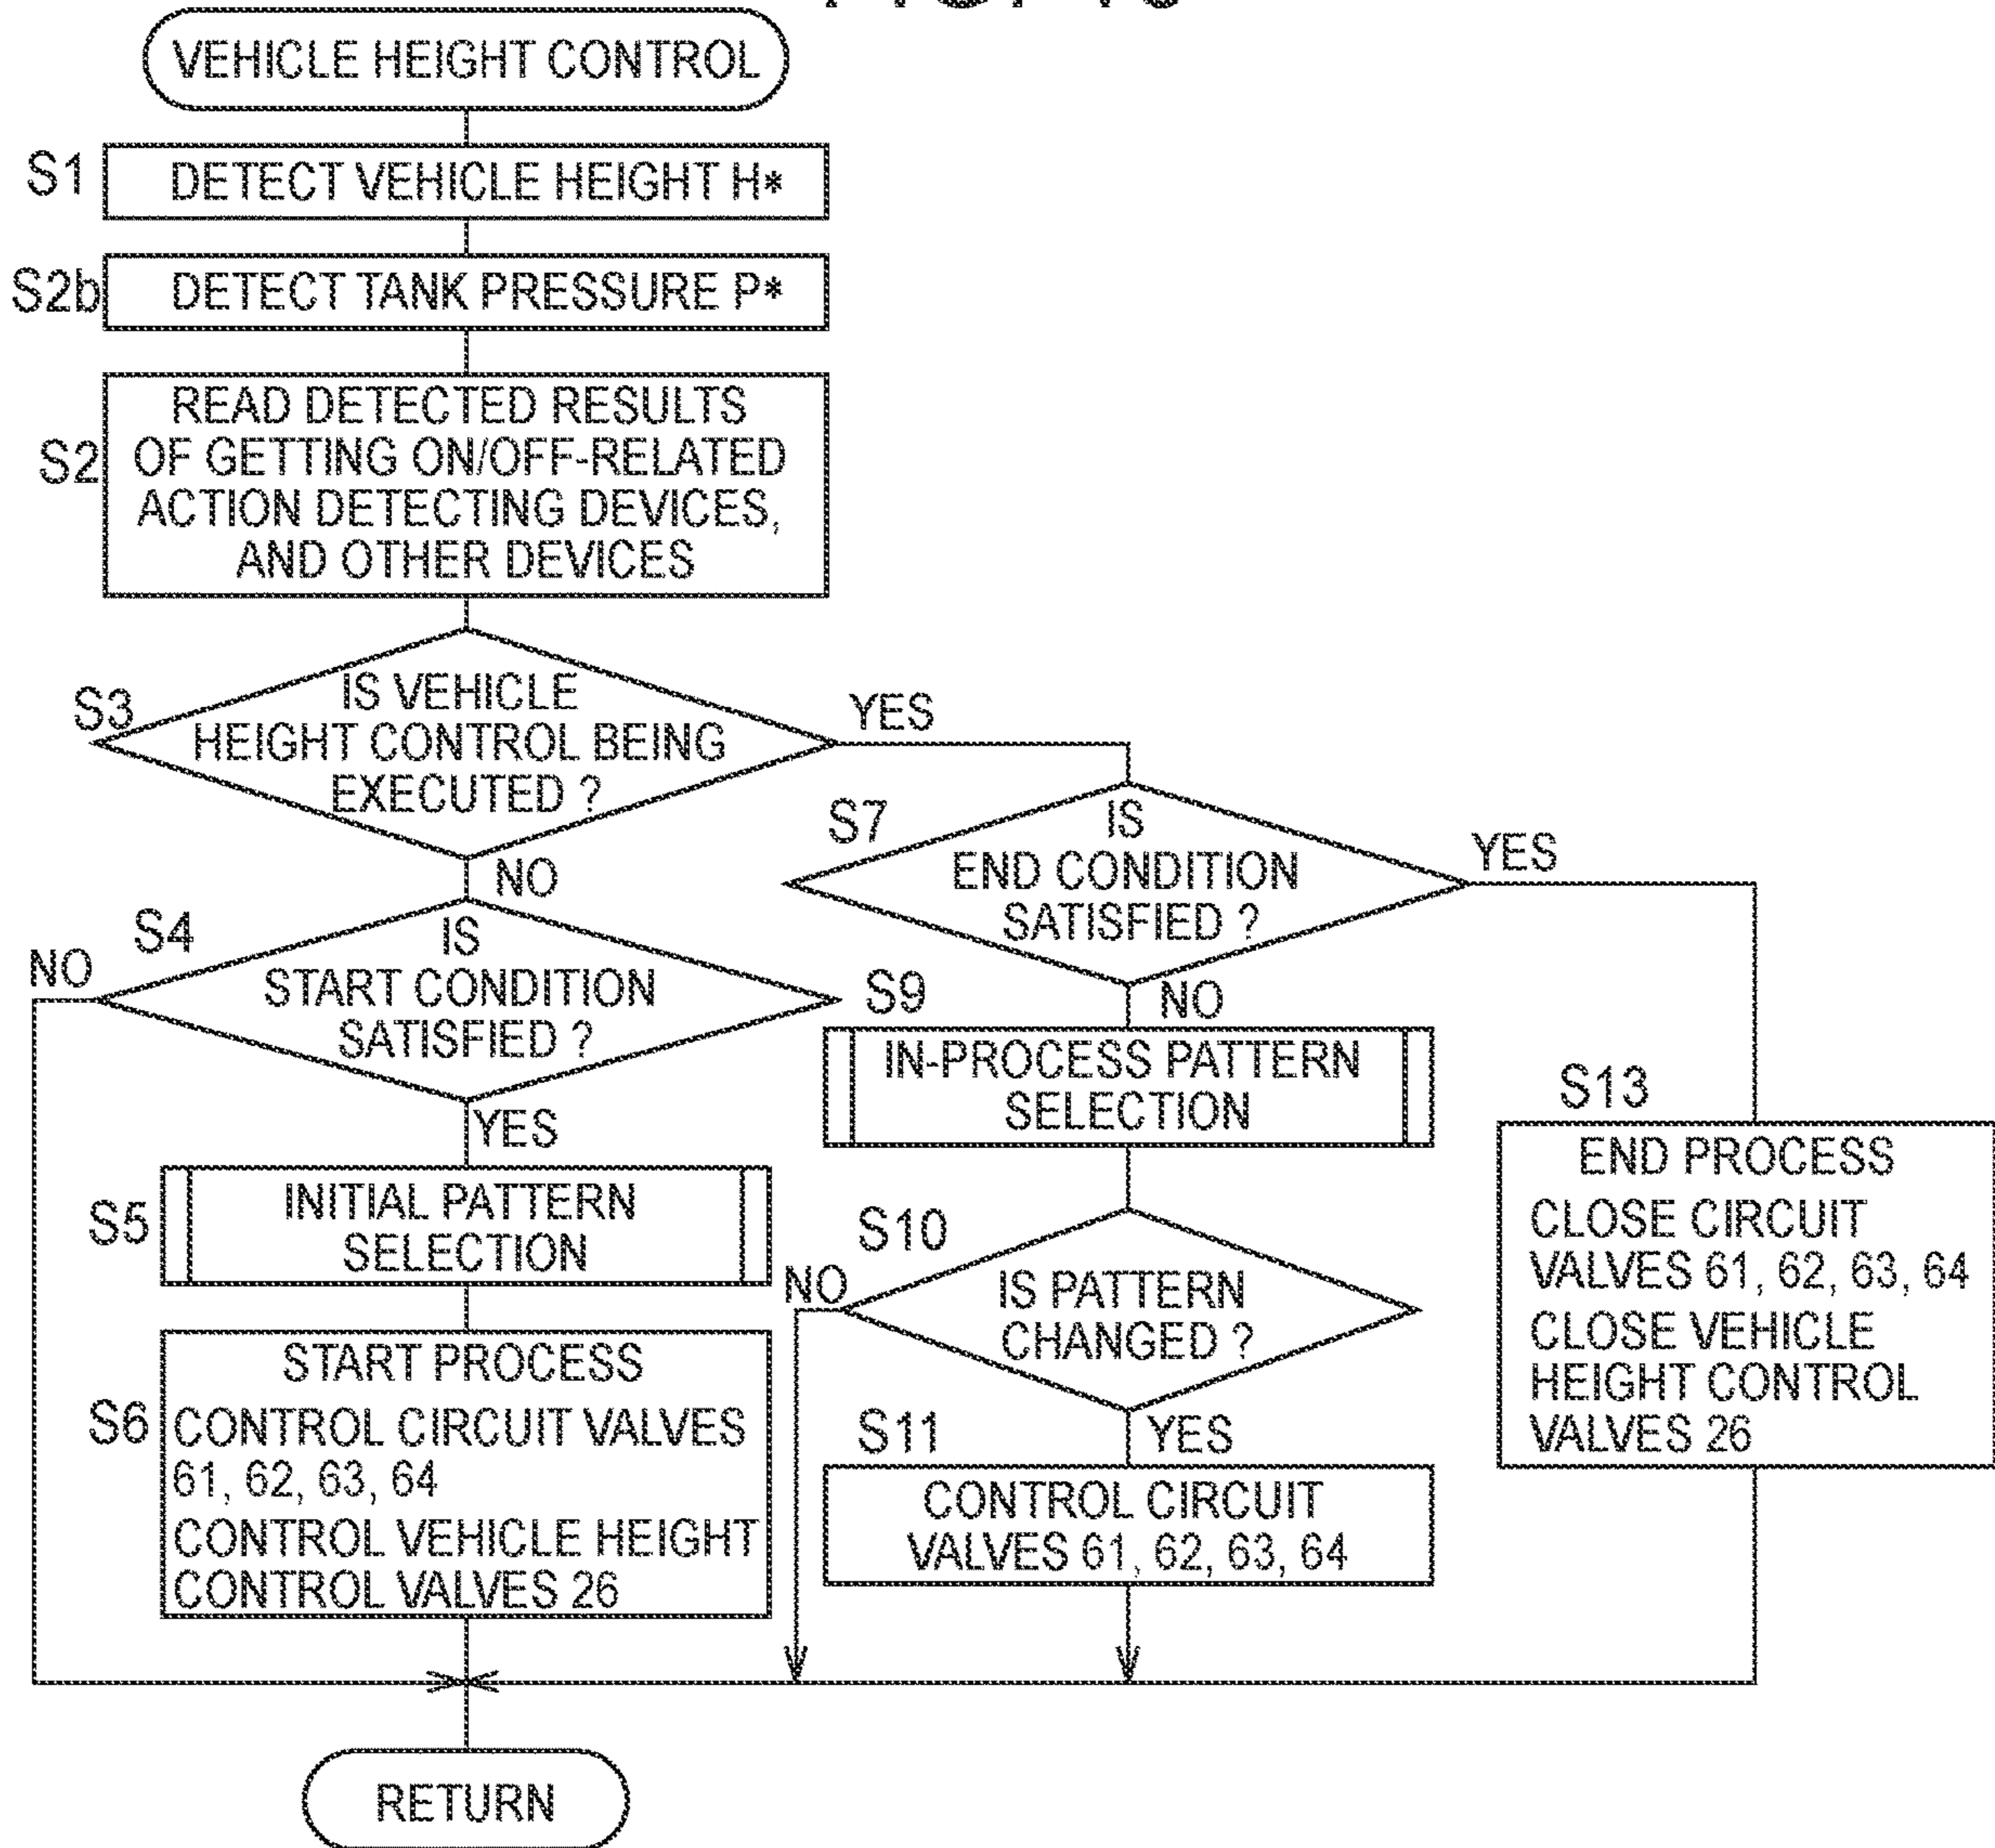 VEHICLE HEIGHT CONTROL
S1
DETECT VEHICLE HEIGHT H*
S2b
DETECT TANK PRESSURE P*
S2
READ DETECTED RESULTS
OF GETTING ON/OFF-RELATED
ACTION DETECTING DEVICES,
AND OTHER DEVICES
S3
IS VEHICLE
HEIGHT CONTROL BEING
EXECUTED ?
YES
NO
S4
IS
START CONDITION
SATISFIED ?
NO
YES
S5
INITIAL PATTERN
SELECTION
S6
START PROCESS
CONTROL CIRCUIT VALVES
61, 62, 63, 64
CONTROL VEHICLE HEIGHT
CONTROL VALVES 26
S7
IS
END CONDITION
SATISFIED ?
YES
NO
S9
IN-PROCESS PATTERN
SELECTION
S10
IS PATTERN
CHANGED ?
NO
YES
S11
CONTROL CIRCUIT
VALVES 61, 62, 63, 64
S13
END PROCESS
CLOSE CIRCUIT
VALVES 61, 62, 63, 64
CLOSE VEHICLE
HEIGHT CONTROL
VALVES 26
RETURN